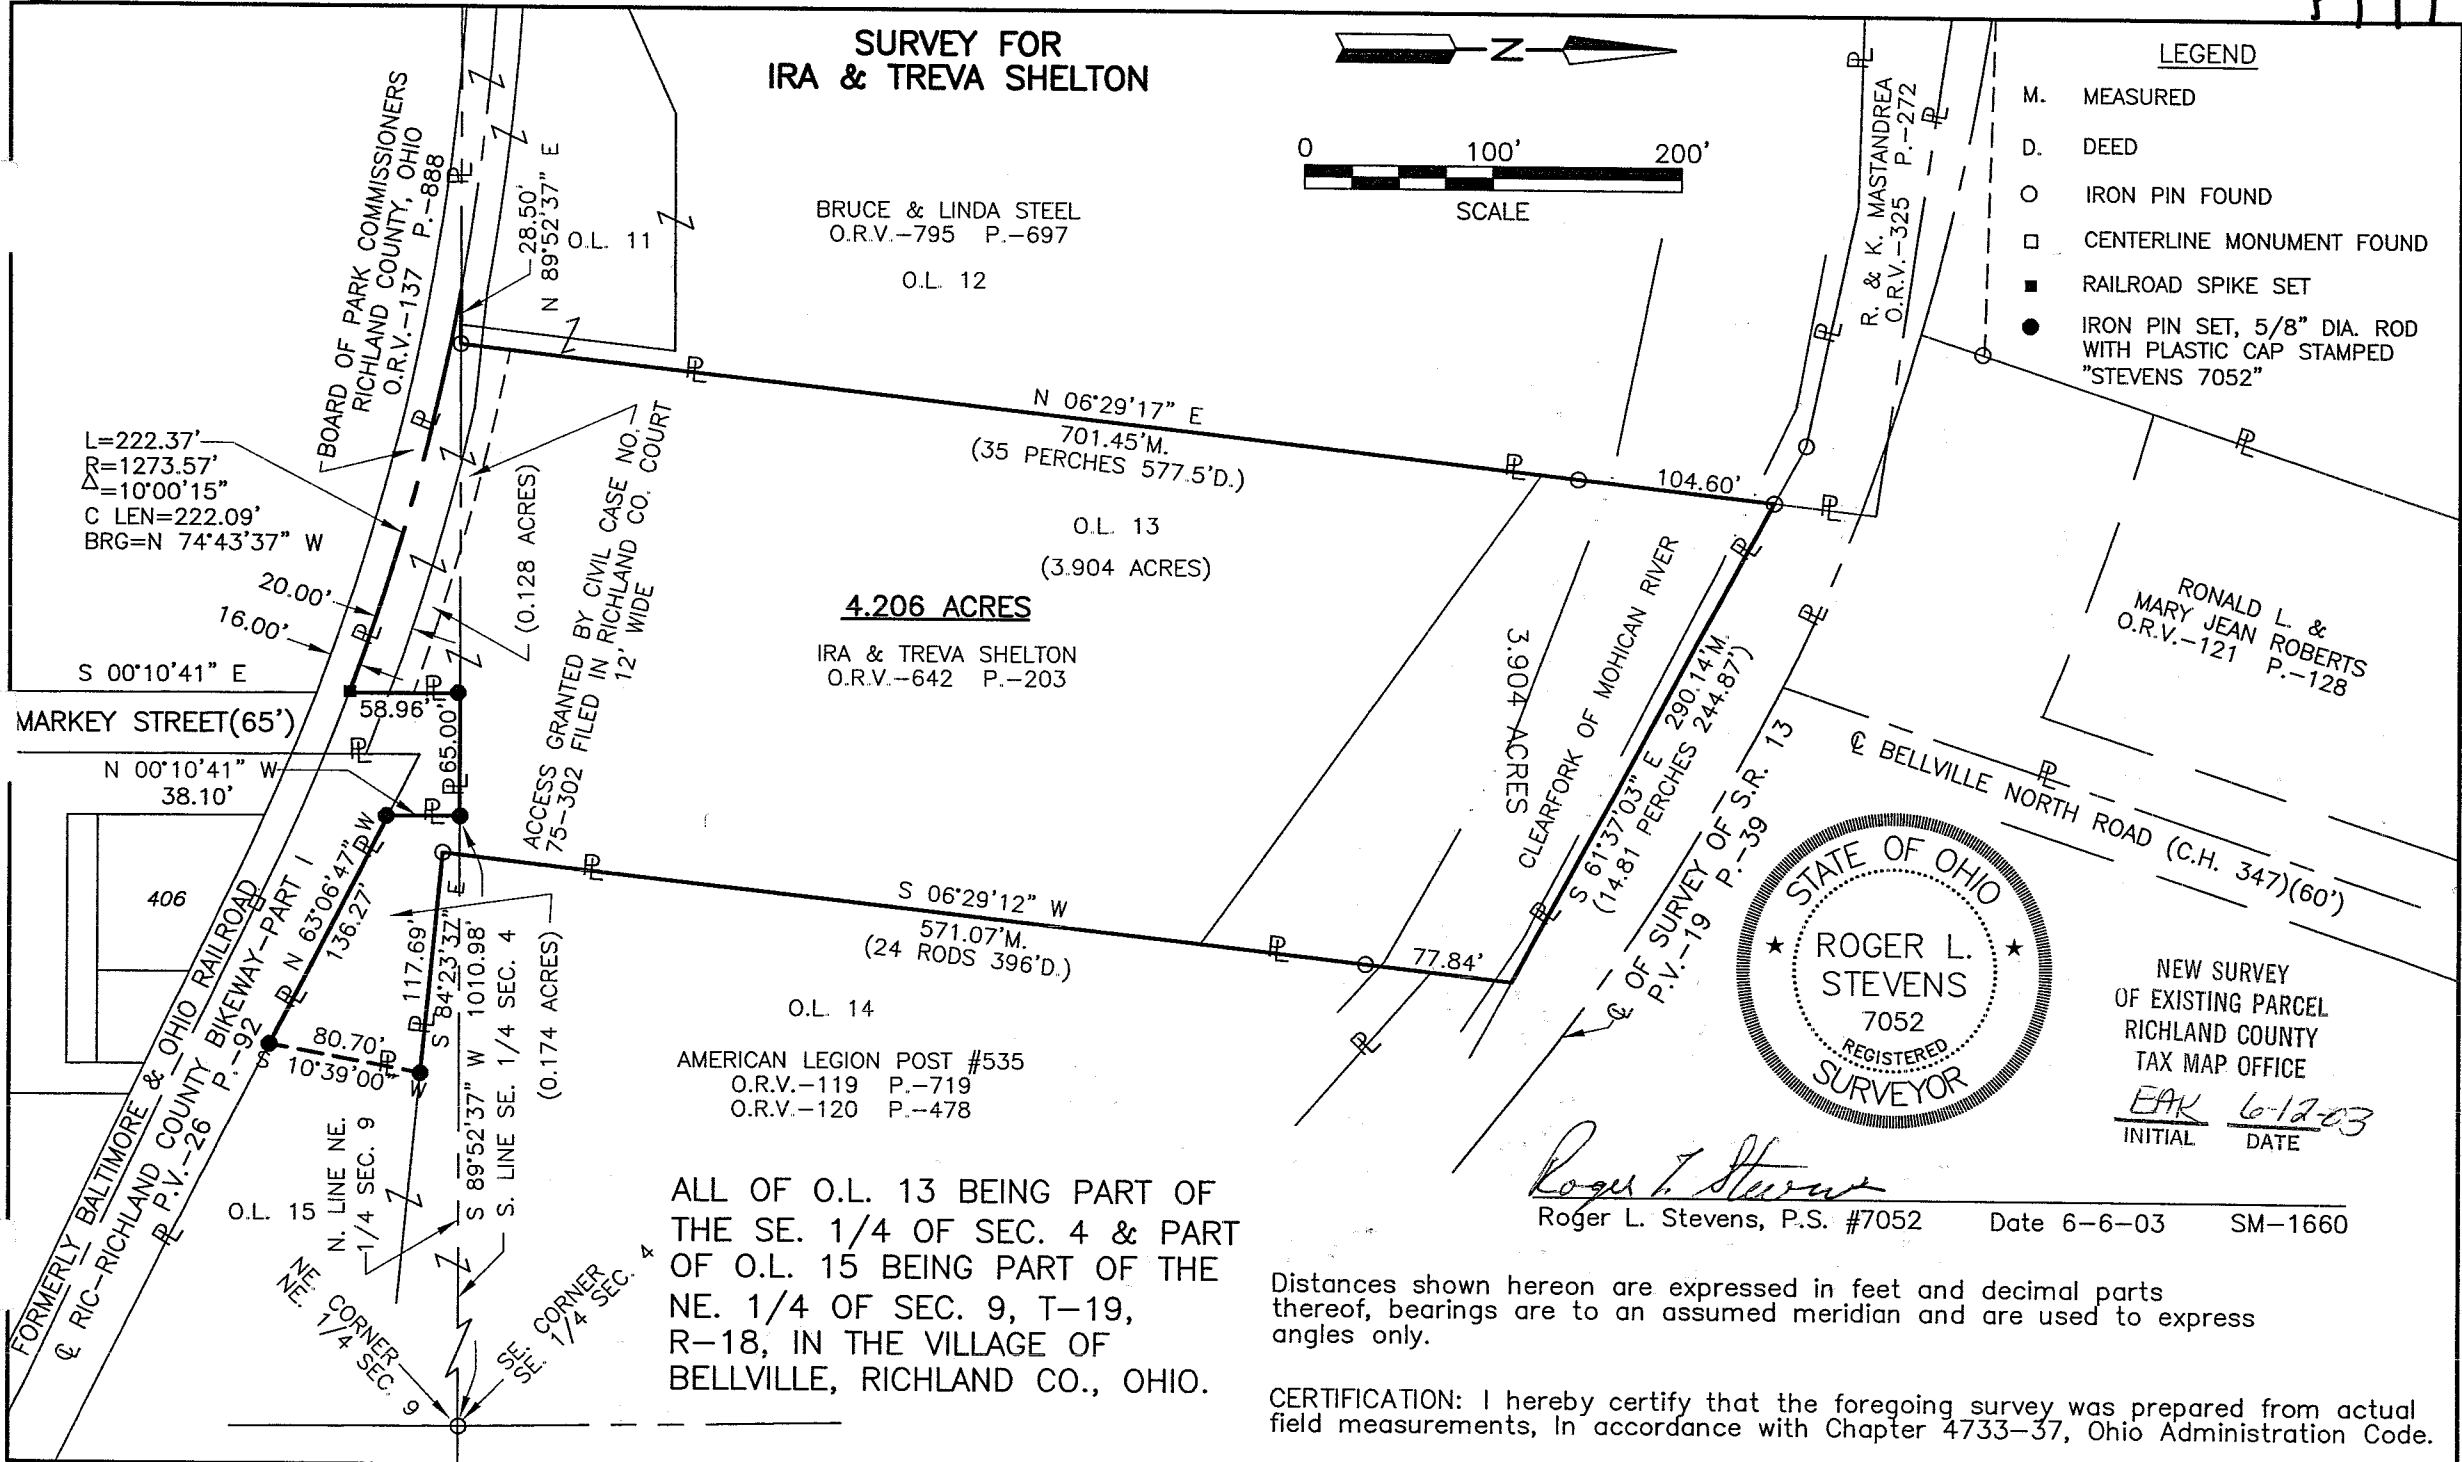 SURVEY FOR
IRA & TREVA SHELTON
N
0 100' 200'
SCALE
LEGEND
M. MEASURED
D. DEED
IRON PIN FOUND
CENTERLINE MONUMENT FOUND
RAILROAD SPIKE SET
IRON PIN SET, 5/8" DIA. ROD
WITH PLASTIC CAP STAMPED
"STEVENS 7052"
BOARD OF PARK COMMISSIONERS
RICHLAND COUNTY, OHIO
O.R.V.-137 P.-888
28.50'
N 89°52'37" E
O.L. 11
BRUCE & LINDA STEEL
O.R.V.-795 P.-697
O.L. 12
R. & K. MASTANDREA
O.R.V.-325 P.-272
L=222.37'
R=1273.57'
Δ=10°00'15"
C LEN=222.09'
BRG=N 74°43'37" W
20.00'
16.00'
S 00°10'41" E
58.96'
65.00'
MARKEY STREET(65')
N 00°10'41" W
38.10'
(0.128 ACRES)
ACCESS GRANTED BY CIVIL CASE NO.
75-302 FILED IN RICHLAND CO. COURT
12' WIDE
N 06°29'17" E
701.45'M.
(35 PERCHES 577.5'D.)
104.60'
O.L. 13
(3.904 ACRES)
4.206 ACRES
IRA & TREVA SHELTON
O.R.V.-642 P.-203
3.904 ACRES
CLEARFORK OF MOHICAN RIVER
S 61°37'03" E 290.14'M.
(14.81 PERCHES 244.87')
℄ OF SURVEY OF S.R. 13
P.V.-19 P.-39
RONALD L. &
MARY JEAN ROBERTS
O.R.V.-121 P.-128
℄ BELLVILLE NORTH ROAD (C.H. 347)(60')
406
FORMERLY BALTIMORE & OHIO RAILROAD
℄ RIC-RICHLAND COUNTY BIKEWAY-PART I
P.V.-26 P.-92
N 63°06'47" W
136.27'
80.70'
S 10°39'00" W
117.69'
S 84°23'37" E
S 89°52'37" W 1010.98'
S. LINE SE. 1/4 SEC. 4
(0.174 ACRES)
N. LINE NE.
1/4 SEC. 9
S 06°29'12" W
571.07'M.
(24 RODS 396'D.)
77.84'
O.L. 14
AMERICAN LEGION POST #535
O.R.V.-119 P.-719
O.R.V.-120 P.-478
O.L. 15
NE. CORNER
NE. 1/4 SEC. 9
SE. CORNER
SE. 1/4 SEC. 4
ALL OF O.L. 13 BEING PART OF
THE SE. 1/4 OF SEC. 4 & PART
OF O.L. 15 BEING PART OF THE
NE. 1/4 OF SEC. 9, T-19,
R-18, IN THE VILLAGE OF
BELLVILLE, RICHLAND CO., OHIO.
STATE OF OHIO
ROGER L.
STEVENS
7052
REGISTERED
SURVEYOR
NEW SURVEY
OF EXISTING PARCEL
RICHLAND COUNTY
TAX MAP OFFICE
EAK 6-12-03
INITIAL DATE
Roger L. Stevens
Roger L. Stevens, P.S. #7052 Date 6-6-03 SM-1660
Distances shown hereon are expressed in feet and decimal parts
thereof, bearings are to an assumed meridian and are used to express
angles only.
CERTIFICATION: I hereby certify that the foregoing survey was prepared from actual
field measurements, In accordance with Chapter 4733-37, Ohio Administration Code.